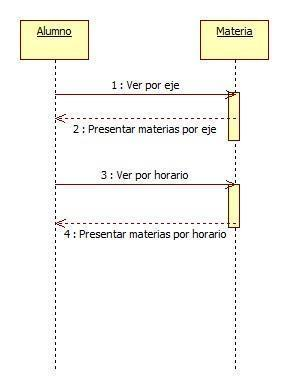 Alumno
Materia
1 : Ver por eje
2 : Presentar materias por eje
3 : Ver por horario
4 : Presentar materias por horario